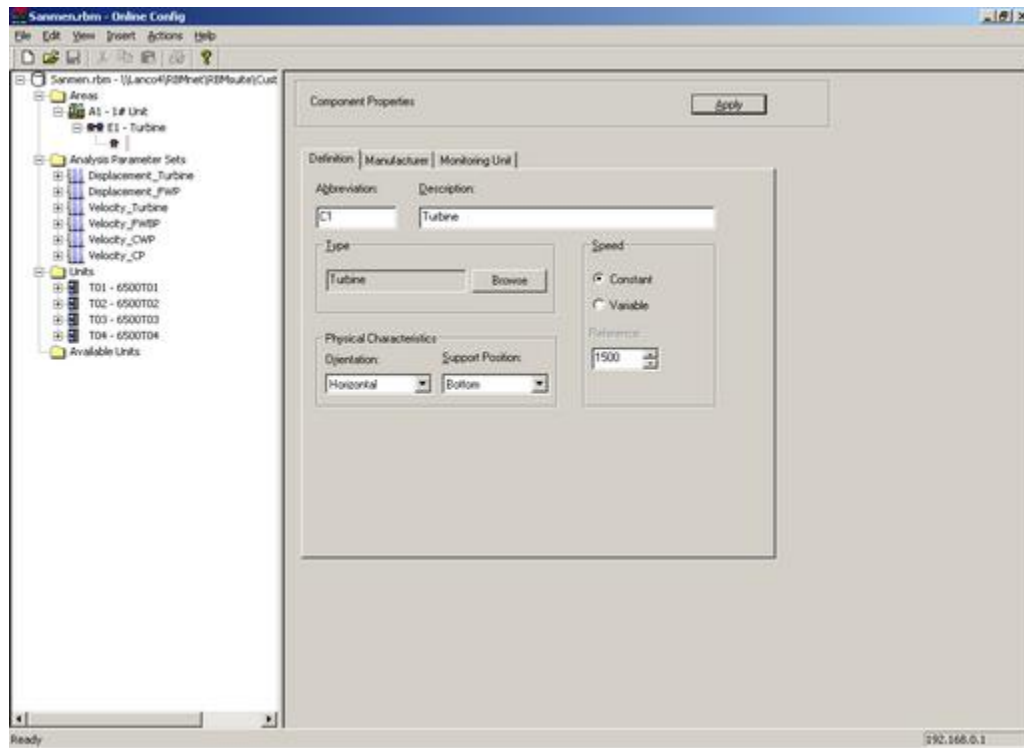 Sanmen.rbm - Online Config
File Edit View Insert Actions Help
Sanmen.rbm - \\Lanco4\RBMnet\RBMsuite\Cust
Areas
A1 - 1# Unit
E1 - Turbine
Analysis Parameter Sets
Displacement_Turbine
Displacement_FWP
Velocity_Turbine
Velocity_FWBP
Velocity_CWP
Velocity_CP
Units
T01 - 6500T01
T02 - 6500T02
T03 - 6500T03
T04 - 6500T04
Available Units
Component Properties
Apply
Definition Manufacturer Monitoring Unit
Abbreviation: Description:
C1 Turbine
Type Speed
Turbine Browse Constant
Variable
Physical Characteristics Reference:
Orientation: Support Position: 1500
Horizontal Bottom
Ready 192.168.0.1